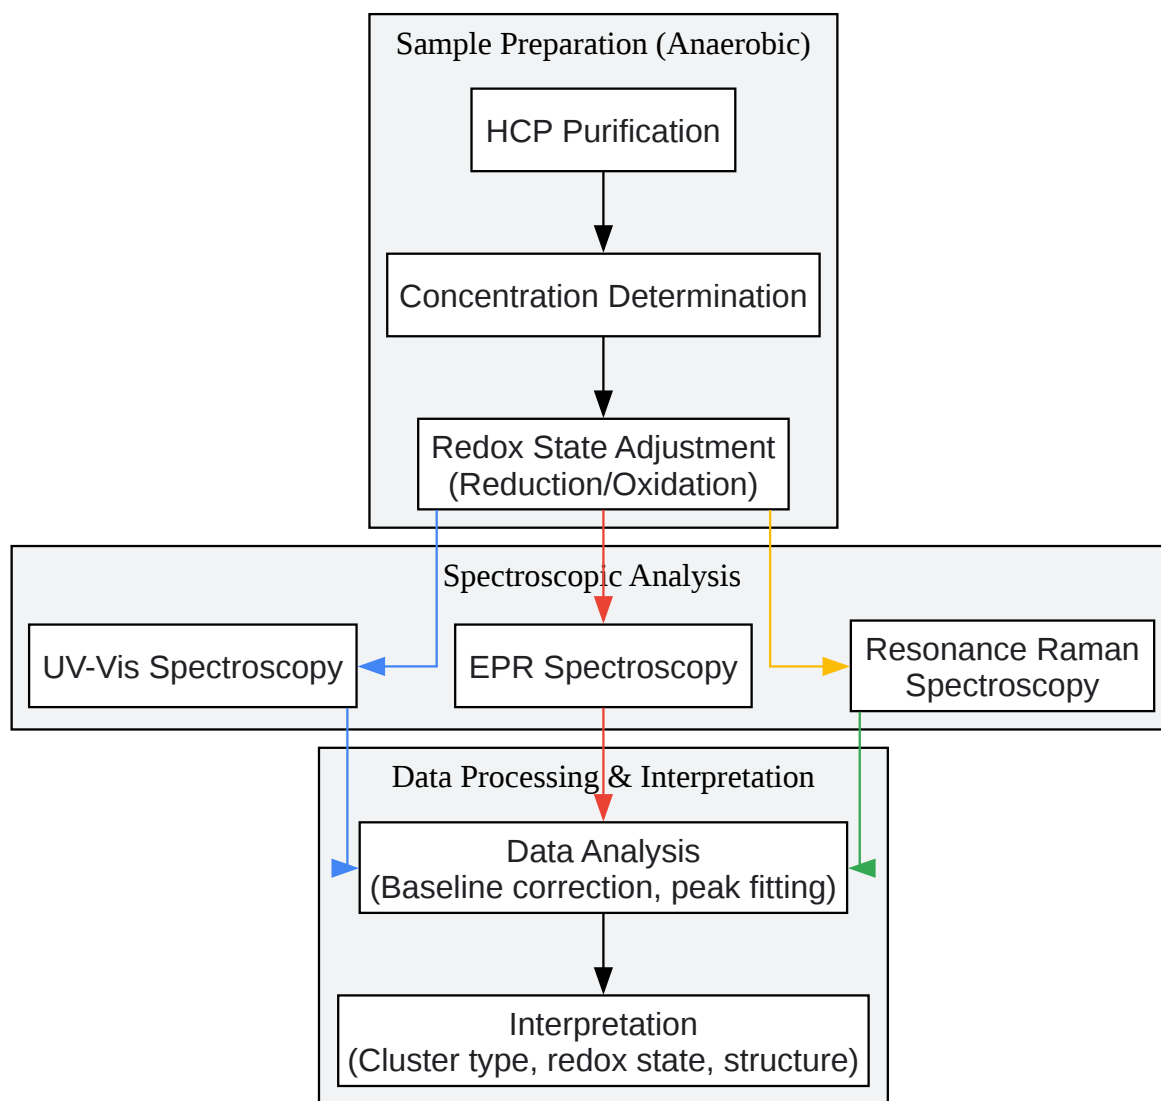 Sample Preparation (Anaerobic)
HCP Purification
Concentration Determination
Redox State Adjustment
(Reduction/Oxidation)
Spectroscopic Analysis
UV-Vis Spectroscopy
EPR Spectroscopy
Resonance Raman
Spectroscopy
Data Processing & Interpretation
Data Analysis
(Baseline correction, peak fitting)
Interpretation
(Cluster type, redox state, structure)